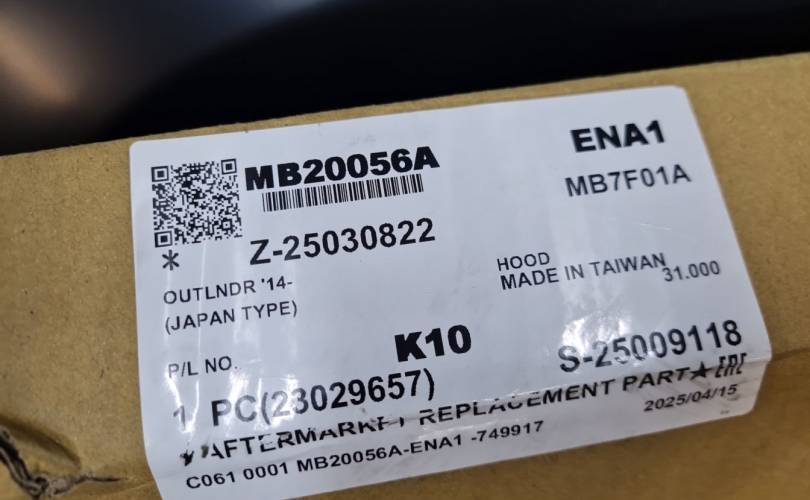 MB20056A
ENA1
MB7F01A
* Z-25030822
OUTLNDR '14-
(JAPAN TYPE)
HOOD
MADE IN TAIWAN
31.000
P/L NO.
K10
S-25009118
1 PC(23029657)
AFTERMARKET REPLACEMENT PART★ EAC
2025/04/15
C061 0001 MB20056A-ENA1 -749917